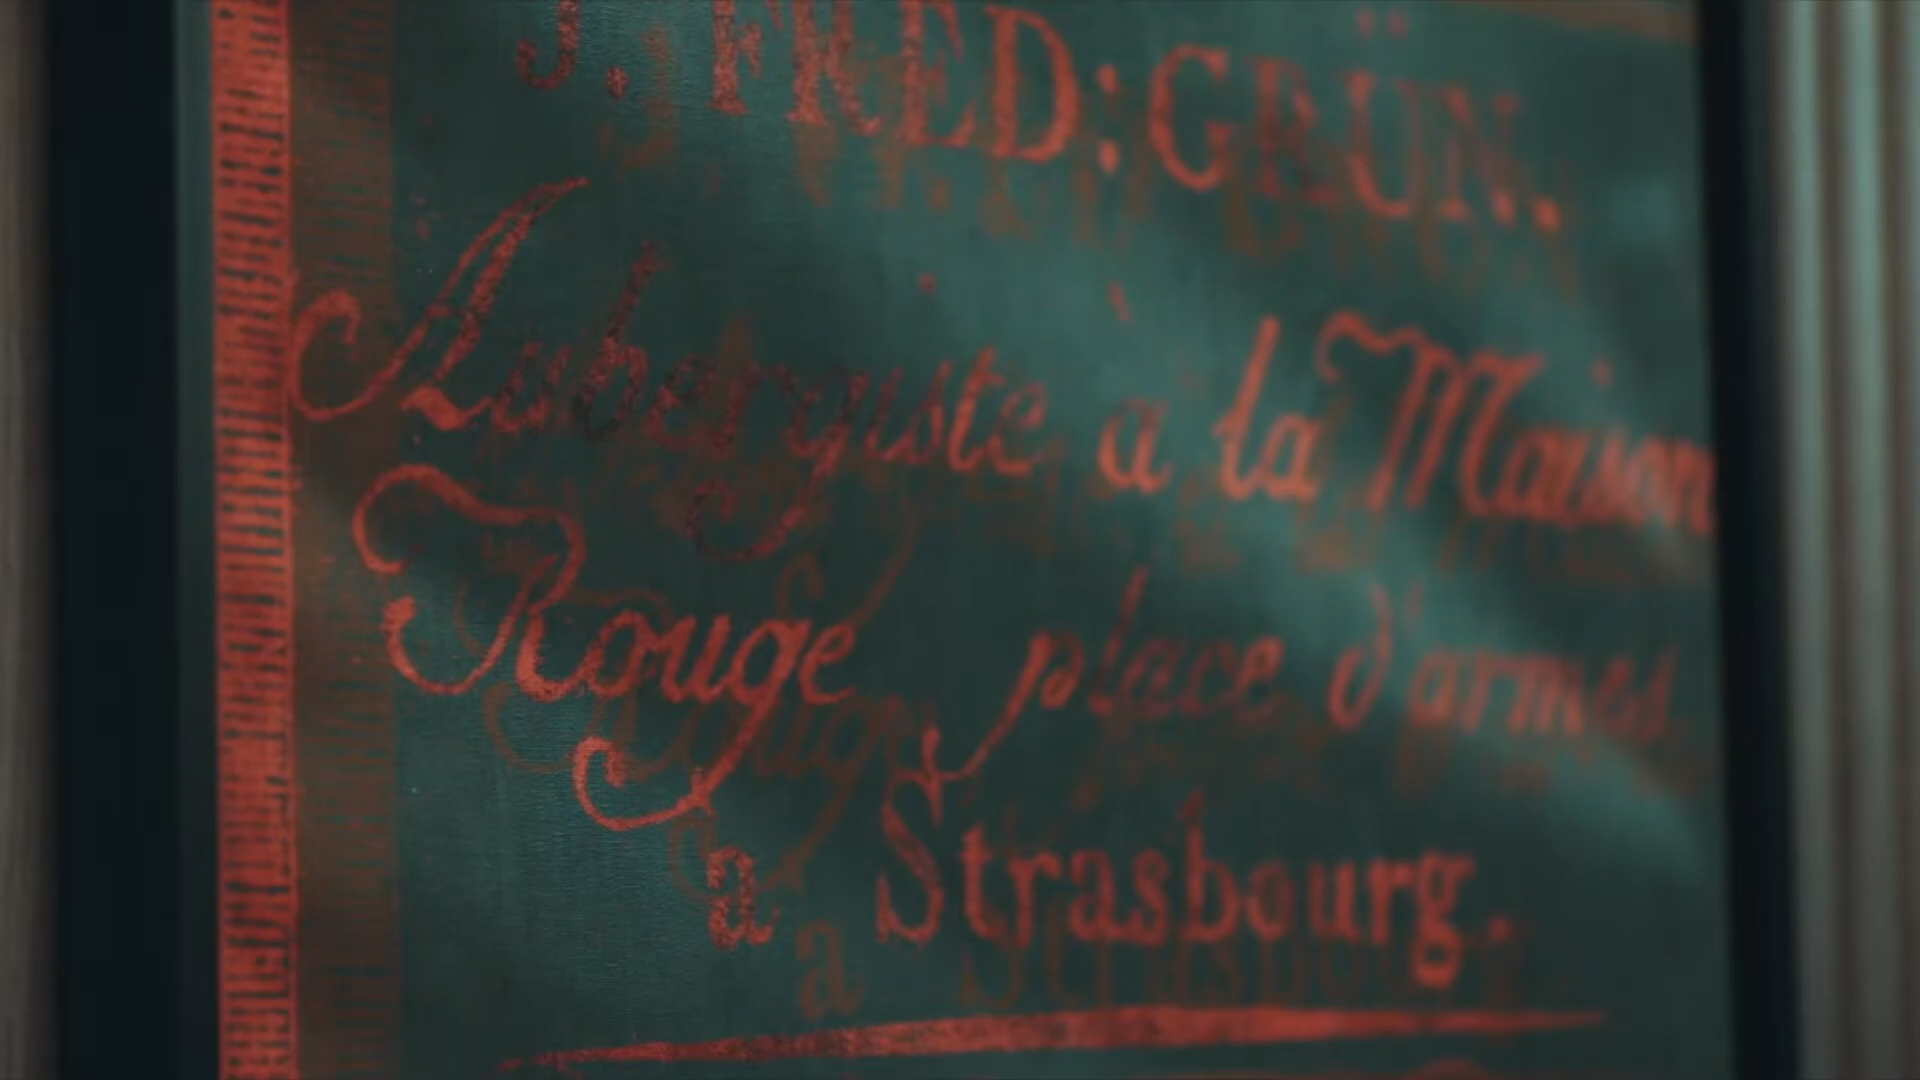 J. FRED: GRÜN.
Aubergiste à la Maison
Rouge place d'armes
a Strasbourg.